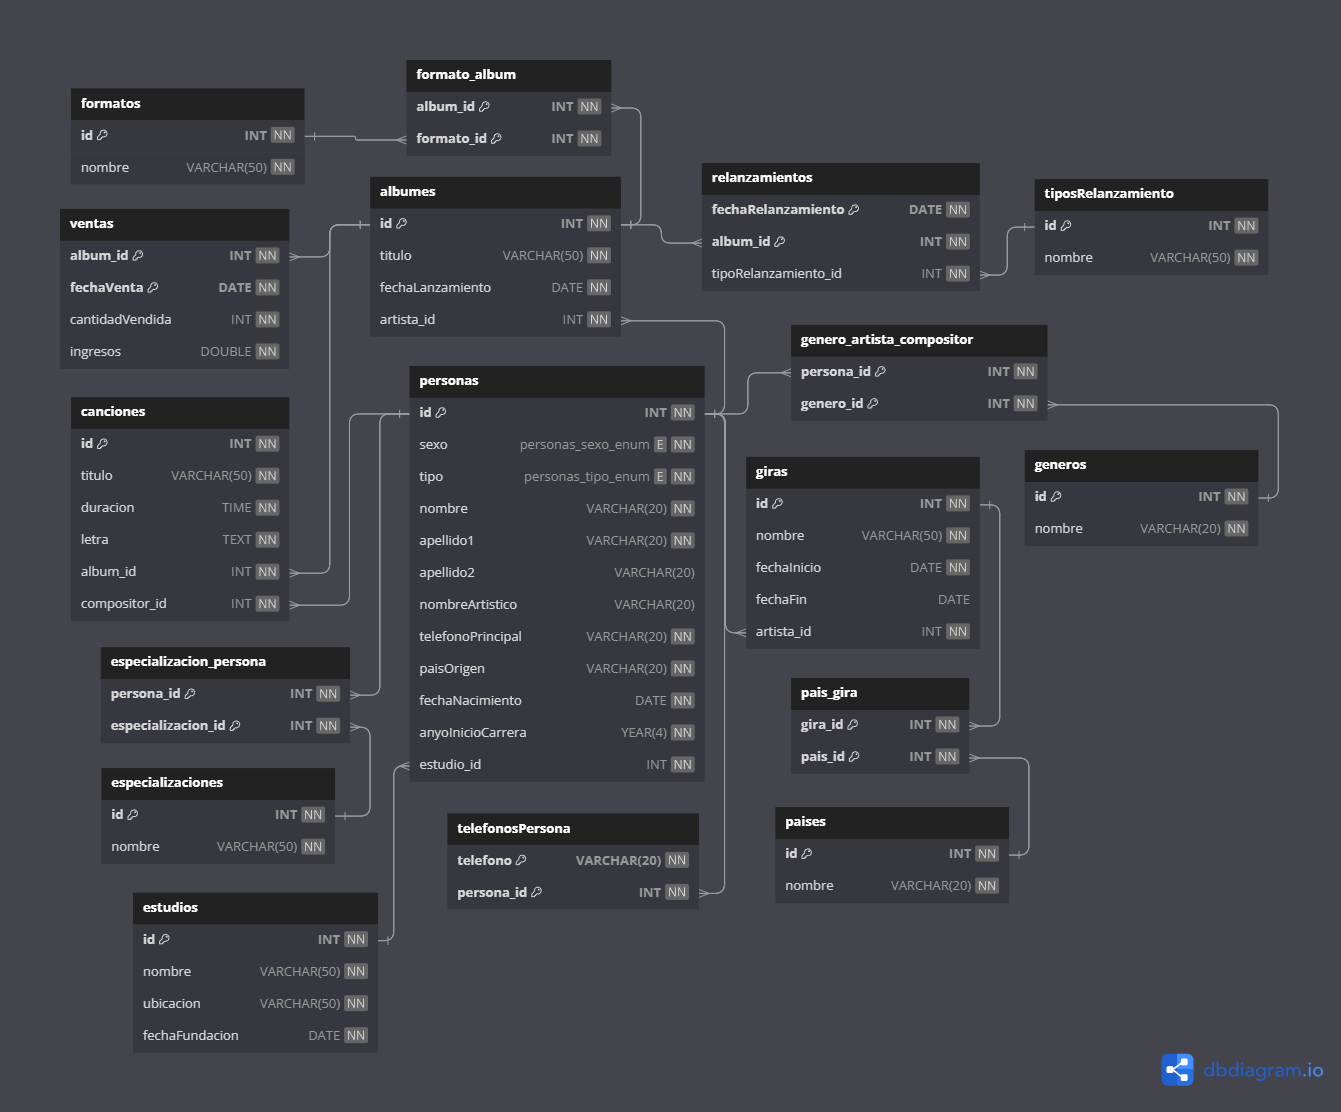 formatos
id INT NN
nombre VARCHAR(50) NN
formato_album
album_id INT NN
formato_id INT NN
ventas
album_id INT NN
fechaVenta DATE NN
cantidadVendida INT NN
ingresos DOUBLE NN
albumes
id INT NN
titulo VARCHAR(50) NN
fechaLanzamiento DATE NN
artista_id INT NN
relanzamientos
fechaRelanzamiento DATE NN
album_id INT NN
tipoRelanzamiento_id INT NN
tiposRelanzamiento
id INT NN
nombre VARCHAR(50) NN
canciones
id INT NN
titulo VARCHAR(50) NN
duracion TIME NN
letra TEXT NN
album_id INT NN
compositor_id INT NN
personas
id INT NN
sexo personas_sexo_enum E NN
tipo personas_tipo_enum E NN
nombre VARCHAR(20) NN
apellido1 VARCHAR(20) NN
apellido2 VARCHAR(20)
nombreArtistico VARCHAR(20)
telefonoPrincipal VARCHAR(20) NN
paisOrigen VARCHAR(20) NN
fechaNacimiento DATE NN
anyoInicioCarrera YEAR(4) NN
estudio_id INT NN
genero_artista_compositor
persona_id INT NN
genero_id INT NN
generos
id INT NN
nombre VARCHAR(20) NN
giras
id INT NN
nombre VARCHAR(50) NN
fechaInicio DATE NN
fechaFin DATE
artista_id INT NN
especializacion_persona
persona_id INT NN
especializacion_id INT NN
pais_gira
gira_id INT NN
pais_id INT NN
especializaciones
id INT NN
nombre VARCHAR(50) NN
telefonosPersona
telefono VARCHAR(20) NN
persona_id INT NN
paises
id INT NN
nombre VARCHAR(20) NN
estudios
id INT NN
nombre VARCHAR(50) NN
ubicacion VARCHAR(50) NN
fechaFundacion DATE NN
dbdiagram.io